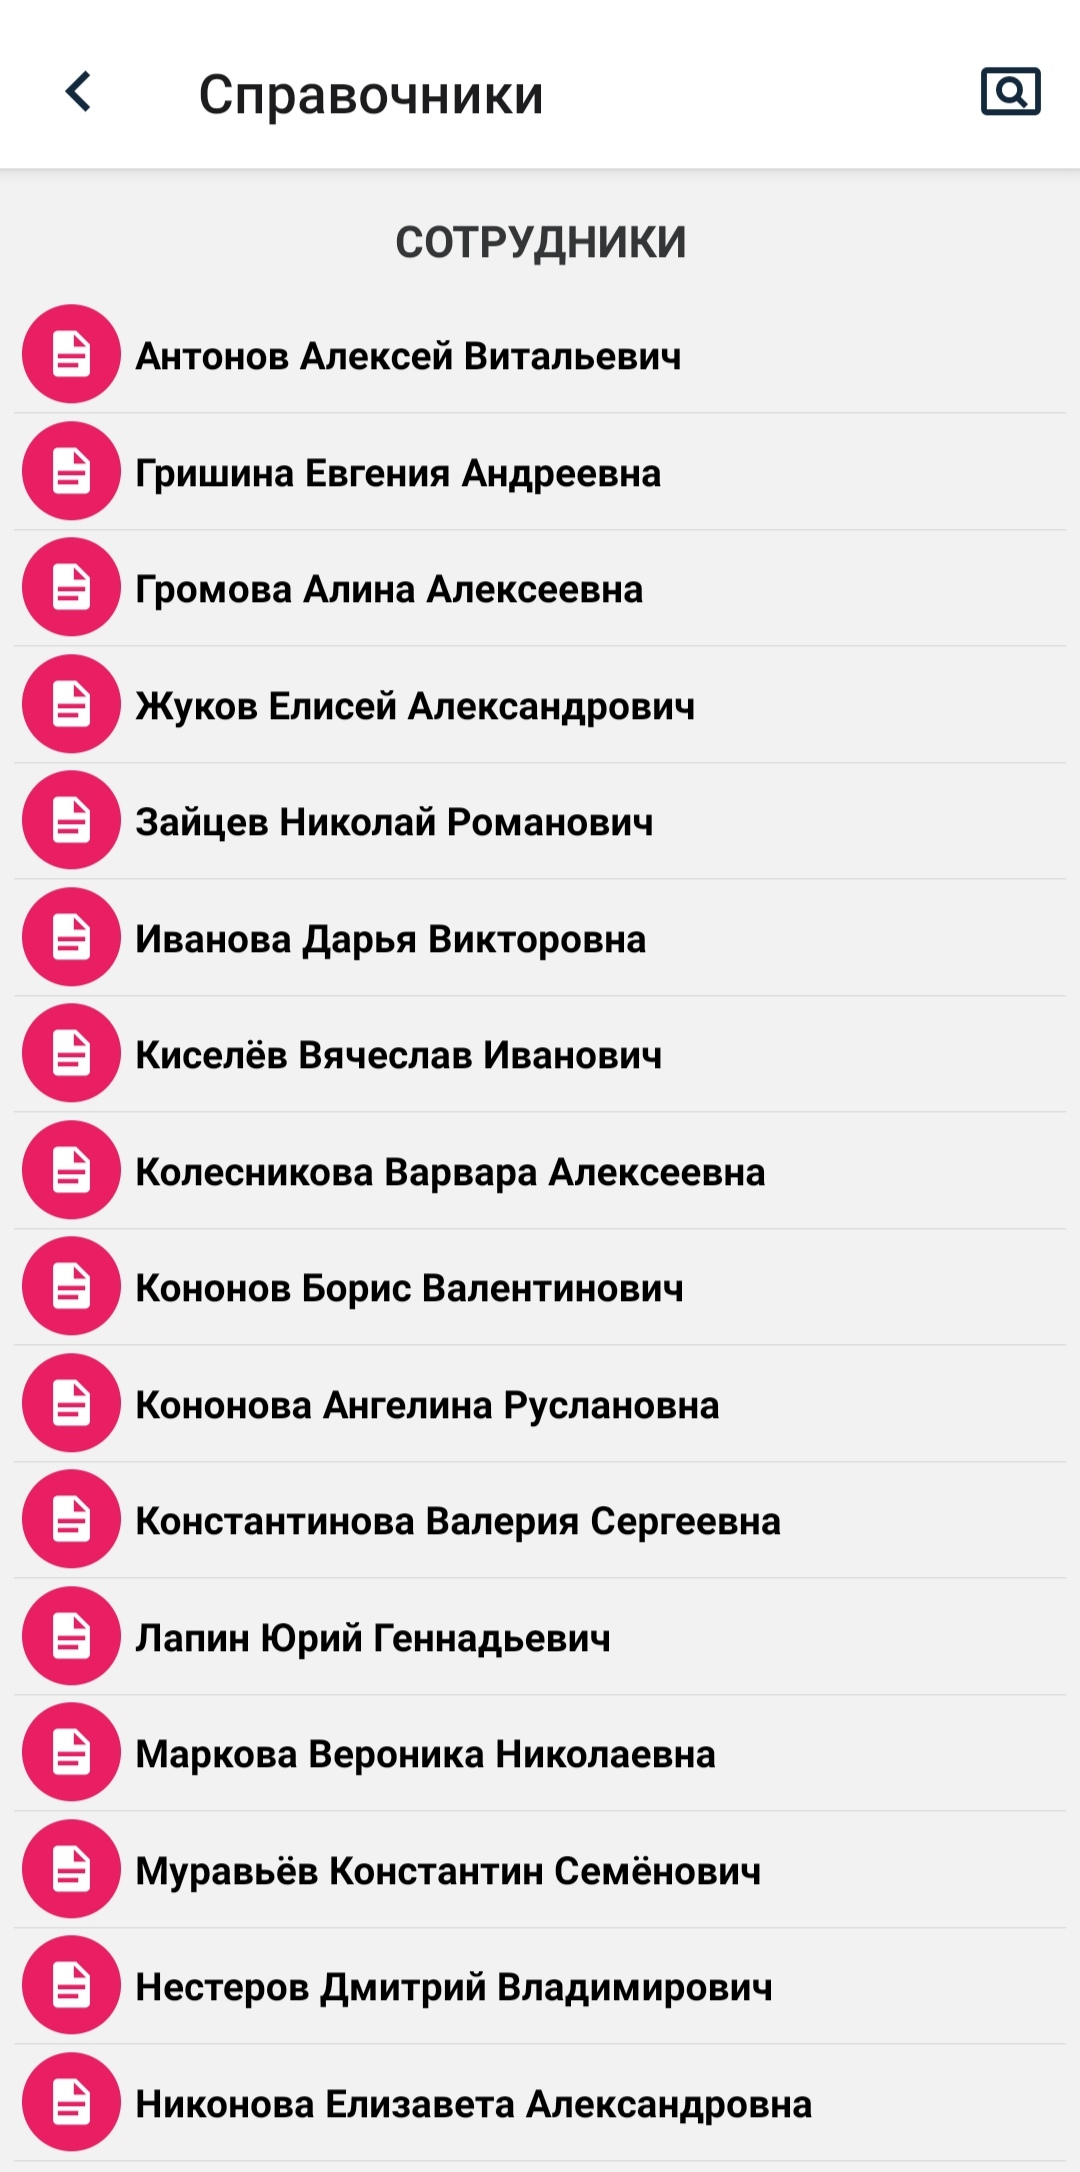 Справочники
СОТРУДНИКИ
Антонов Алексей Витальевич
Гришина Евгения Андреевна
Громова Алина Алексеевна
Жуков Елисей Александрович
Зайцев Николай Романович
Иванова Дарья Викторовна
Киселёв Вячеслав Иванович
Колесникова Варвара Алексеевна
Кононов Борис Валентинович
Кононова Ангелина Руслановна
Константинова Валерия Сергеевна
Лапин Юрий Геннадьевич
Маркова Вероника Николаевна
Муравьёв Константин Семёнович
Нестеров Дмитрий Владимирович
Никонова Елизавета Александровна